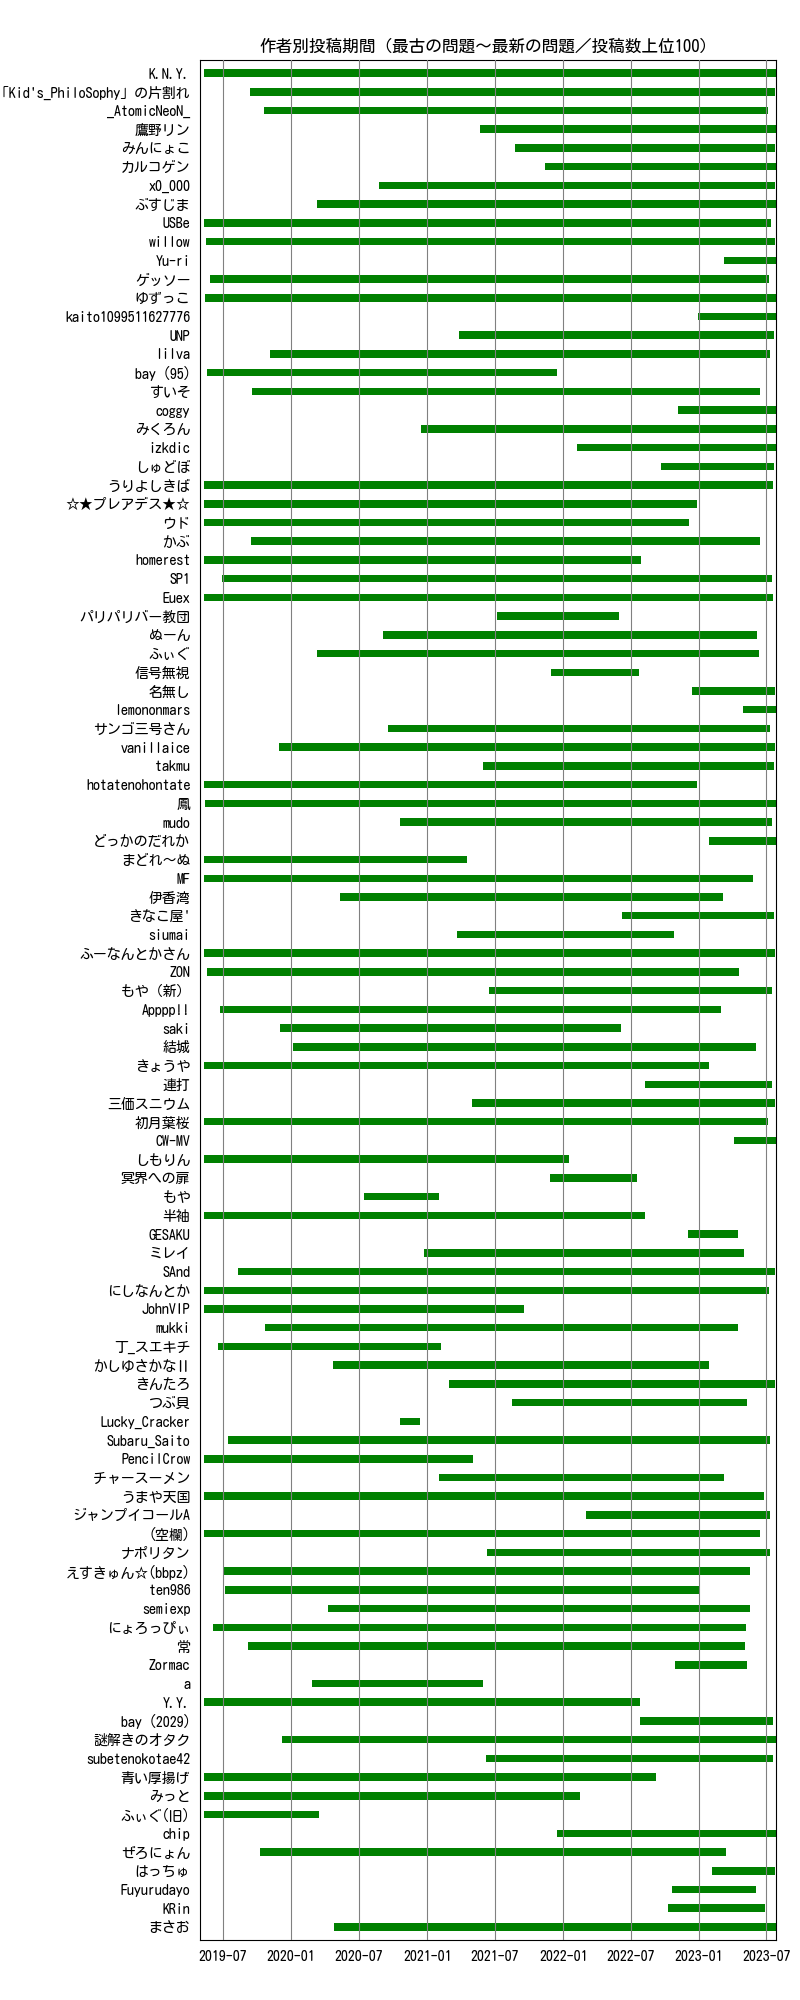 作者別投稿期間（最古の問題～最新の問題／投稿数上位100）
K.N.Y.
「Kid's_PhiloSophy」の片割れ
_AtomicNeoN_
鷹野リン
みんにょこ
カルコゲン
x0_000
ぶすじま
USBe
willow
Yu-ri
ゲッソー
ゆずっこ
kaito1099511627776
UNP
lilva
bay (95)
すいそ
coggy
みくろん
izkdic
しゅどぼ
うりよしきば
☆★プレアデス★☆
ウド
かぶ
homerest
SP1
Euex
パリパリバー教団
ぬーん
ふぃぐ
信号無視
名無し
lemononmars
サンゴ三号さん
vanillaice
takmu
hotatenohontate
鳳
mudo
どっかのだれか
まどれ～ぬ
MF
伊香湾
きなこ屋'
siumai
ふーなんとかさん
ZON
もや（新）
Appppll
saki
結城
きょうや
連打
三価スニウム
初月葉桜
CW-MV
しもりん
冥界への扉
もや
半袖
GESAKU
ミレイ
SAnd
にしなんとか
JohnVIP
mukki
丁_スエキチ
かしゆさかなⅡ
きんたろ
つぶ貝
Lucky_Cracker
Subaru_Saito
PencilCrow
チャースーメン
うまや天国
ジャンプイコールA
(空欄)
ナポリタン
えすきゅん☆(bbpz)
ten986
semiexp
にょろっぴぃ
常
Zormac
a
Y.Y.
bay (2029)
謎解きのオタク
subetenokotae42
青い厚揚げ
みっと
ふぃぐ(旧)
chip
ぜろにょん
はっちゅ
Fuyurudayo
KRin
まさお
2019-07 2020-01 2020-07 2021-01 2021-07 2022-01 2022-07 2023-01 2023-07